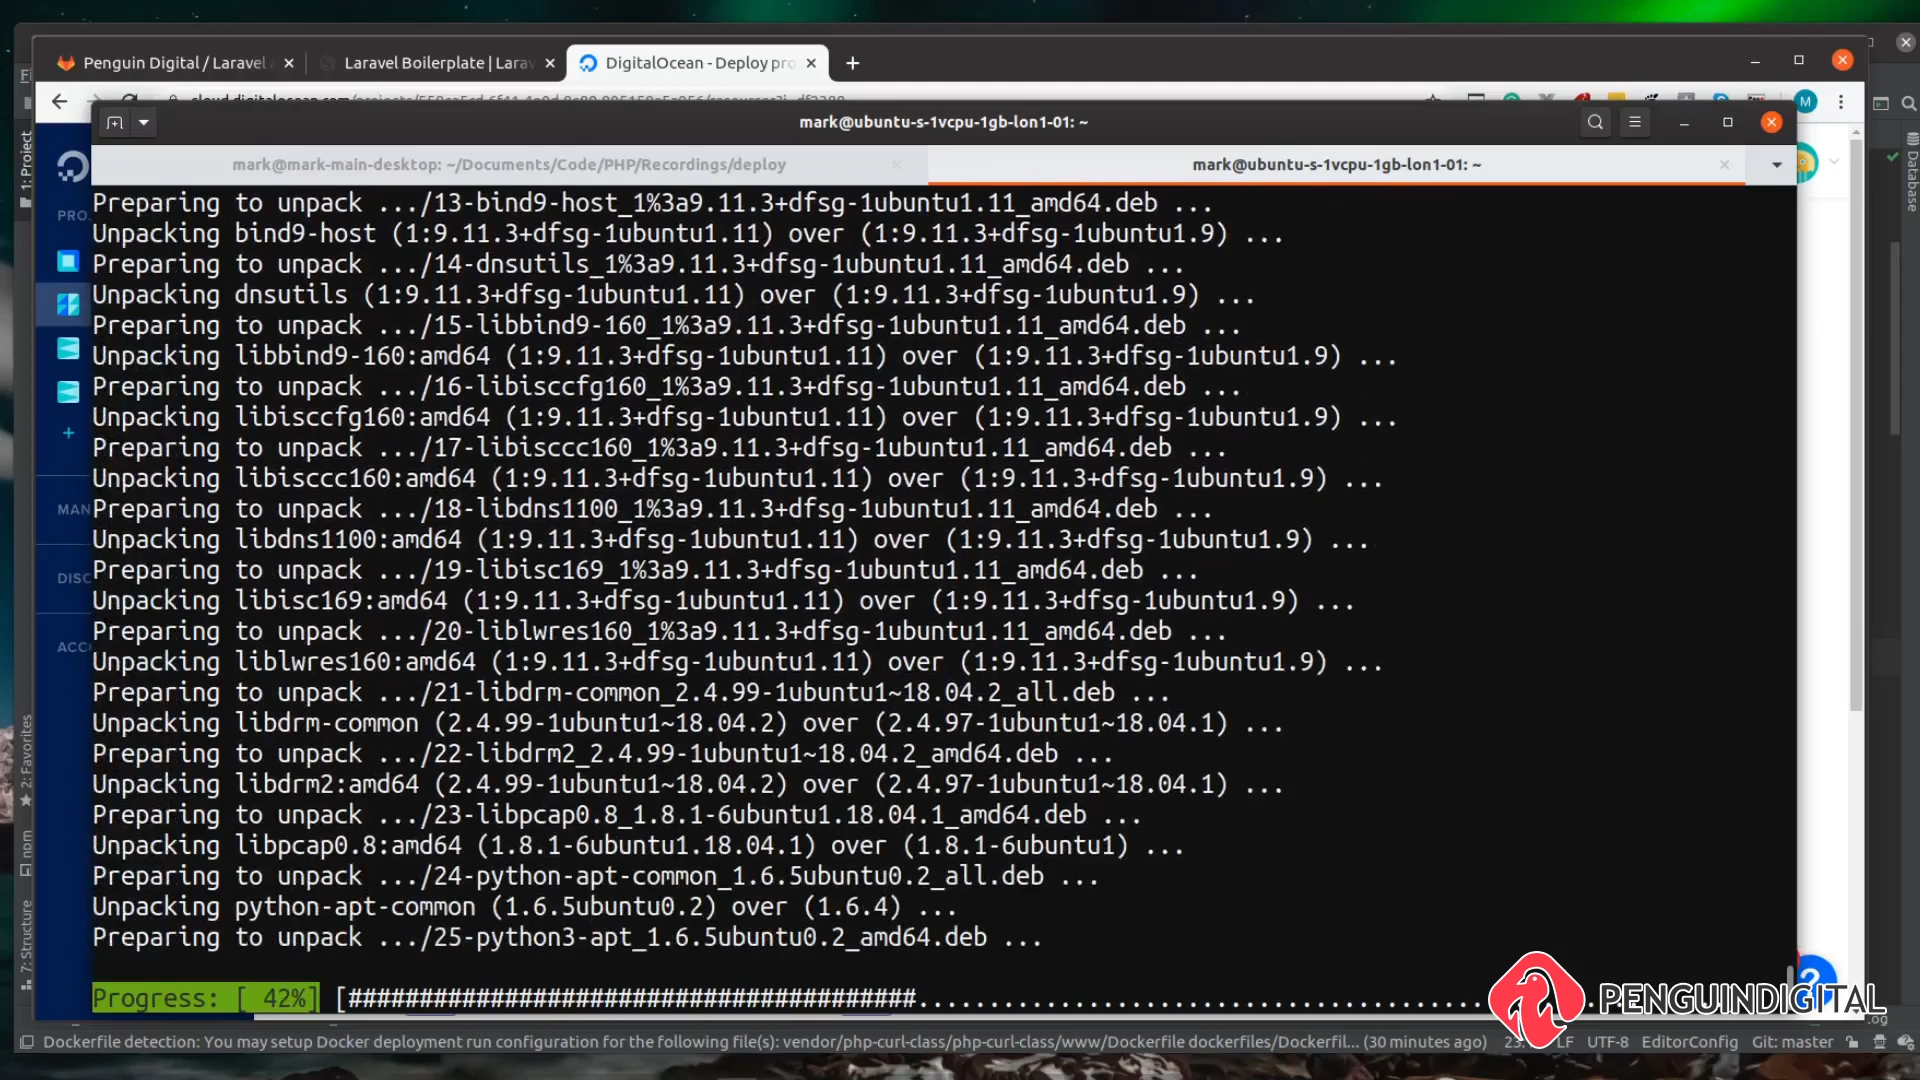 Penguin Digital / Laravel
Laravel Boilerplate | Lara
DigitalOcean - Deploy pro
mark@ubuntu-s-1vcpu-1gb-lon1-01: ~
mark@mark-main-desktop: ~/Documents/Code/PHP/Recordings/deploy
mark@ubuntu-s-1vcpu-1gb-lon1-01: ~
M
1: Project
Database
PRO
MAN
DISC
ACC
2: Favorites
npm
7: Structure
Preparing to unpack .../13-bind9-host_1%3a9.11.3+dfsg-1ubuntu1.11_amd64.deb ...
Unpacking bind9-host (1:9.11.3+dfsg-1ubuntu1.11) over (1:9.11.3+dfsg-1ubuntu1.9) ...
Preparing to unpack .../14-dnsutils_1%3a9.11.3+dfsg-1ubuntu1.11_amd64.deb ...
Unpacking dnsutils (1:9.11.3+dfsg-1ubuntu1.11) over (1:9.11.3+dfsg-1ubuntu1.9) ...
Preparing to unpack .../15-libbind9-160_1%3a9.11.3+dfsg-1ubuntu1.11_amd64.deb ...
Unpacking libbind9-160:amd64 (1:9.11.3+dfsg-1ubuntu1.11) over (1:9.11.3+dfsg-1ubuntu1.9) ...
Preparing to unpack .../16-libisccfg160_1%3a9.11.3+dfsg-1ubuntu1.11_amd64.deb ...
Unpacking libisccfg160:amd64 (1:9.11.3+dfsg-1ubuntu1.11) over (1:9.11.3+dfsg-1ubuntu1.9) ...
Preparing to unpack .../17-libisccc160_1%3a9.11.3+dfsg-1ubuntu1.11_amd64.deb ...
Unpacking libisccc160:amd64 (1:9.11.3+dfsg-1ubuntu1.11) over (1:9.11.3+dfsg-1ubuntu1.9) ...
Preparing to unpack .../18-libdns1100_1%3a9.11.3+dfsg-1ubuntu1.11_amd64.deb ...
Unpacking libdns1100:amd64 (1:9.11.3+dfsg-1ubuntu1.11) over (1:9.11.3+dfsg-1ubuntu1.9) ...
Preparing to unpack .../19-libisc169_1%3a9.11.3+dfsg-1ubuntu1.11_amd64.deb ...
Unpacking libisc169:amd64 (1:9.11.3+dfsg-1ubuntu1.11) over (1:9.11.3+dfsg-1ubuntu1.9) ...
Preparing to unpack .../20-liblwres160_1%3a9.11.3+dfsg-1ubuntu1.11_amd64.deb ...
Unpacking liblwres160:amd64 (1:9.11.3+dfsg-1ubuntu1.11) over (1:9.11.3+dfsg-1ubuntu1.9) ...
Preparing to unpack .../21-libdrm-common_2.4.99-1ubuntu1~18.04.2_all.deb ...
Unpacking libdrm-common (2.4.99-1ubuntu1~18.04.2) over (2.4.97-1ubuntu1~18.04.1) ...
Preparing to unpack .../22-libdrm2_2.4.99-1ubuntu1~18.04.2_amd64.deb ...
Unpacking libdrm2:amd64 (2.4.99-1ubuntu1~18.04.2) over (2.4.97-1ubuntu1~18.04.1) ...
Preparing to unpack .../23-libpcap0.8_1.8.1-6ubuntu1.18.04.1_amd64.deb ...
Unpacking libpcap0.8:amd64 (1.8.1-6ubuntu1.18.04.1) over (1.8.1-6ubuntu1) ...
Preparing to unpack .../24-python-apt-common_1.6.5ubuntu0.2_all.deb ...
Unpacking python-apt-common (1.6.5ubuntu0.2) over (1.6.4) ...
Preparing to unpack .../25-python3-apt_1.6.5ubuntu0.2_amd64.deb ...
Progress: [ 42%] [########################################........................................
PENGUINDIGITAL
Dockerfile detection: You may setup Docker deployment run configuration for the following file(s): vendor/php-curl-class/php-curl-class/www/Dockerfile dockerfiles/Dockerfil... (30 minutes ago)
LF UTF-8 EditorConfig Git: master